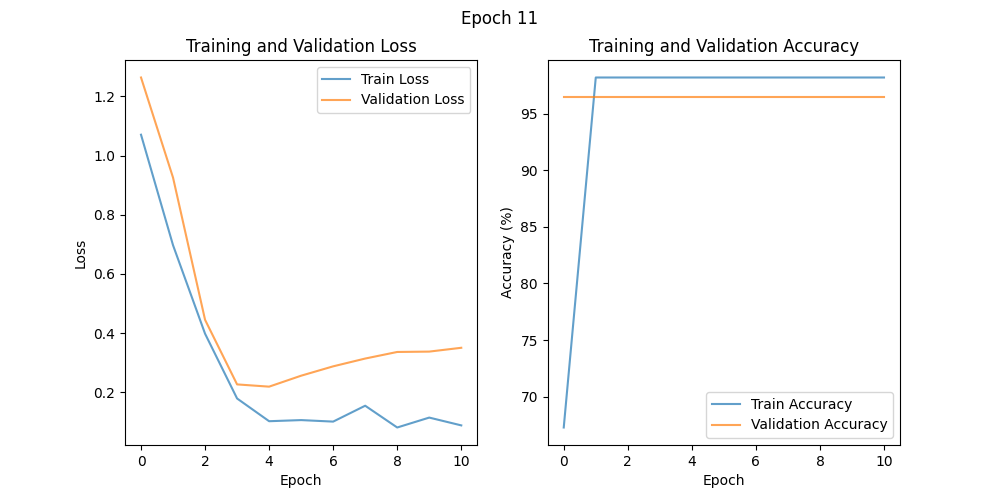 Epoch 11
Training and Validation Loss
Train Loss
Validation Loss
1.2
1.0
0.8
0.6
0.4
0.2
Loss
0 2 4 6 8 10
Epoch
Training and Validation Accuracy
95
90
85
80
75
70
Accuracy (%)
Train Accuracy
Validation Accuracy
0 2 4 6 8 10
Epoch